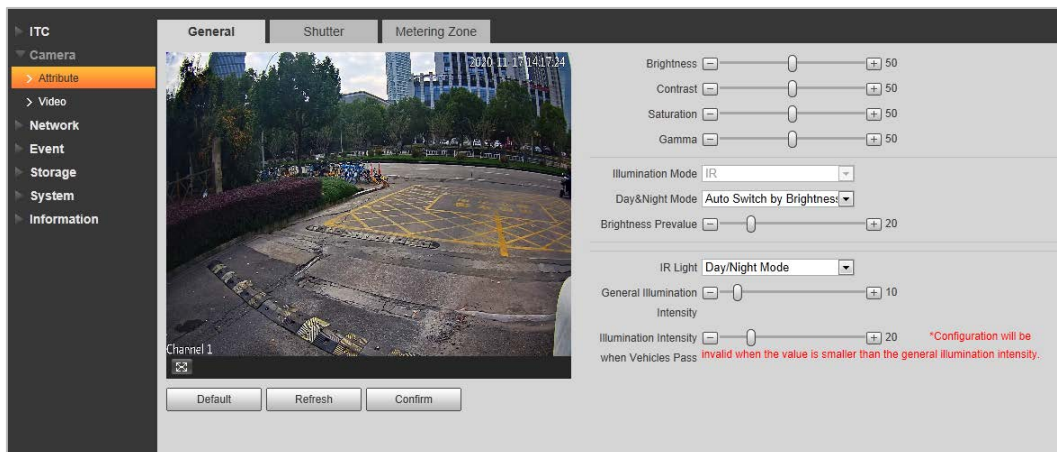 ITC
Camera
Attribute
Video
Network
Event
Storage
System
Information
General
Shutter
Metering Zone
2020-11-17 14:17:24
Channel 1
Default
Refresh
Confirm
Brightness 50
Contrast 50
Saturation 50
Gamma 50
Illumination Mode IR
Day&Night Mode Auto Switch by Brightness
Brightness Prevalue 20
IR Light Day/Night Mode
General Illumination 10
Intensity
Illumination Intensity 20 *Configuration will be
when Vehicles Pass invalid when the value is smaller than the general illumination intensity.